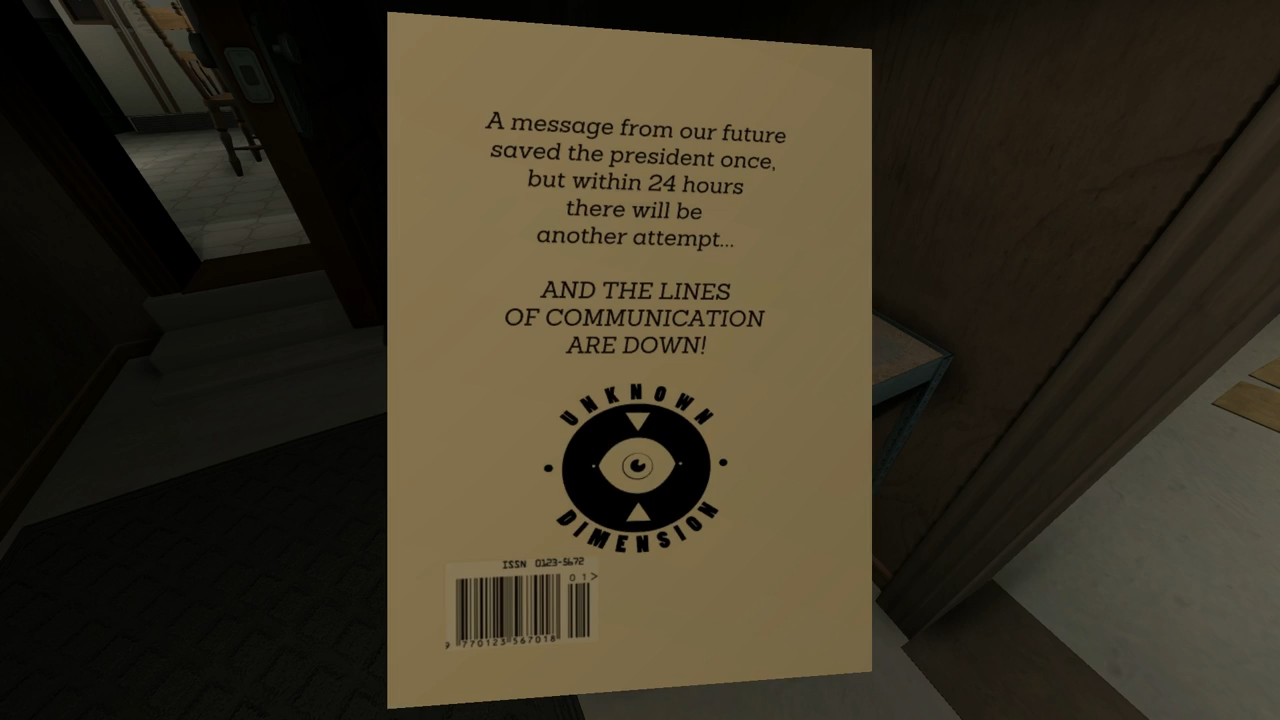 A message from our future
saved the president once,
but within 24 hours
there will be
another attempt...
AND THE LINES
OF COMMUNICATION
ARE DOWN!
UNKNOWN
DIMENSION
ISSN 0123-5672
01>
9 770123 567018